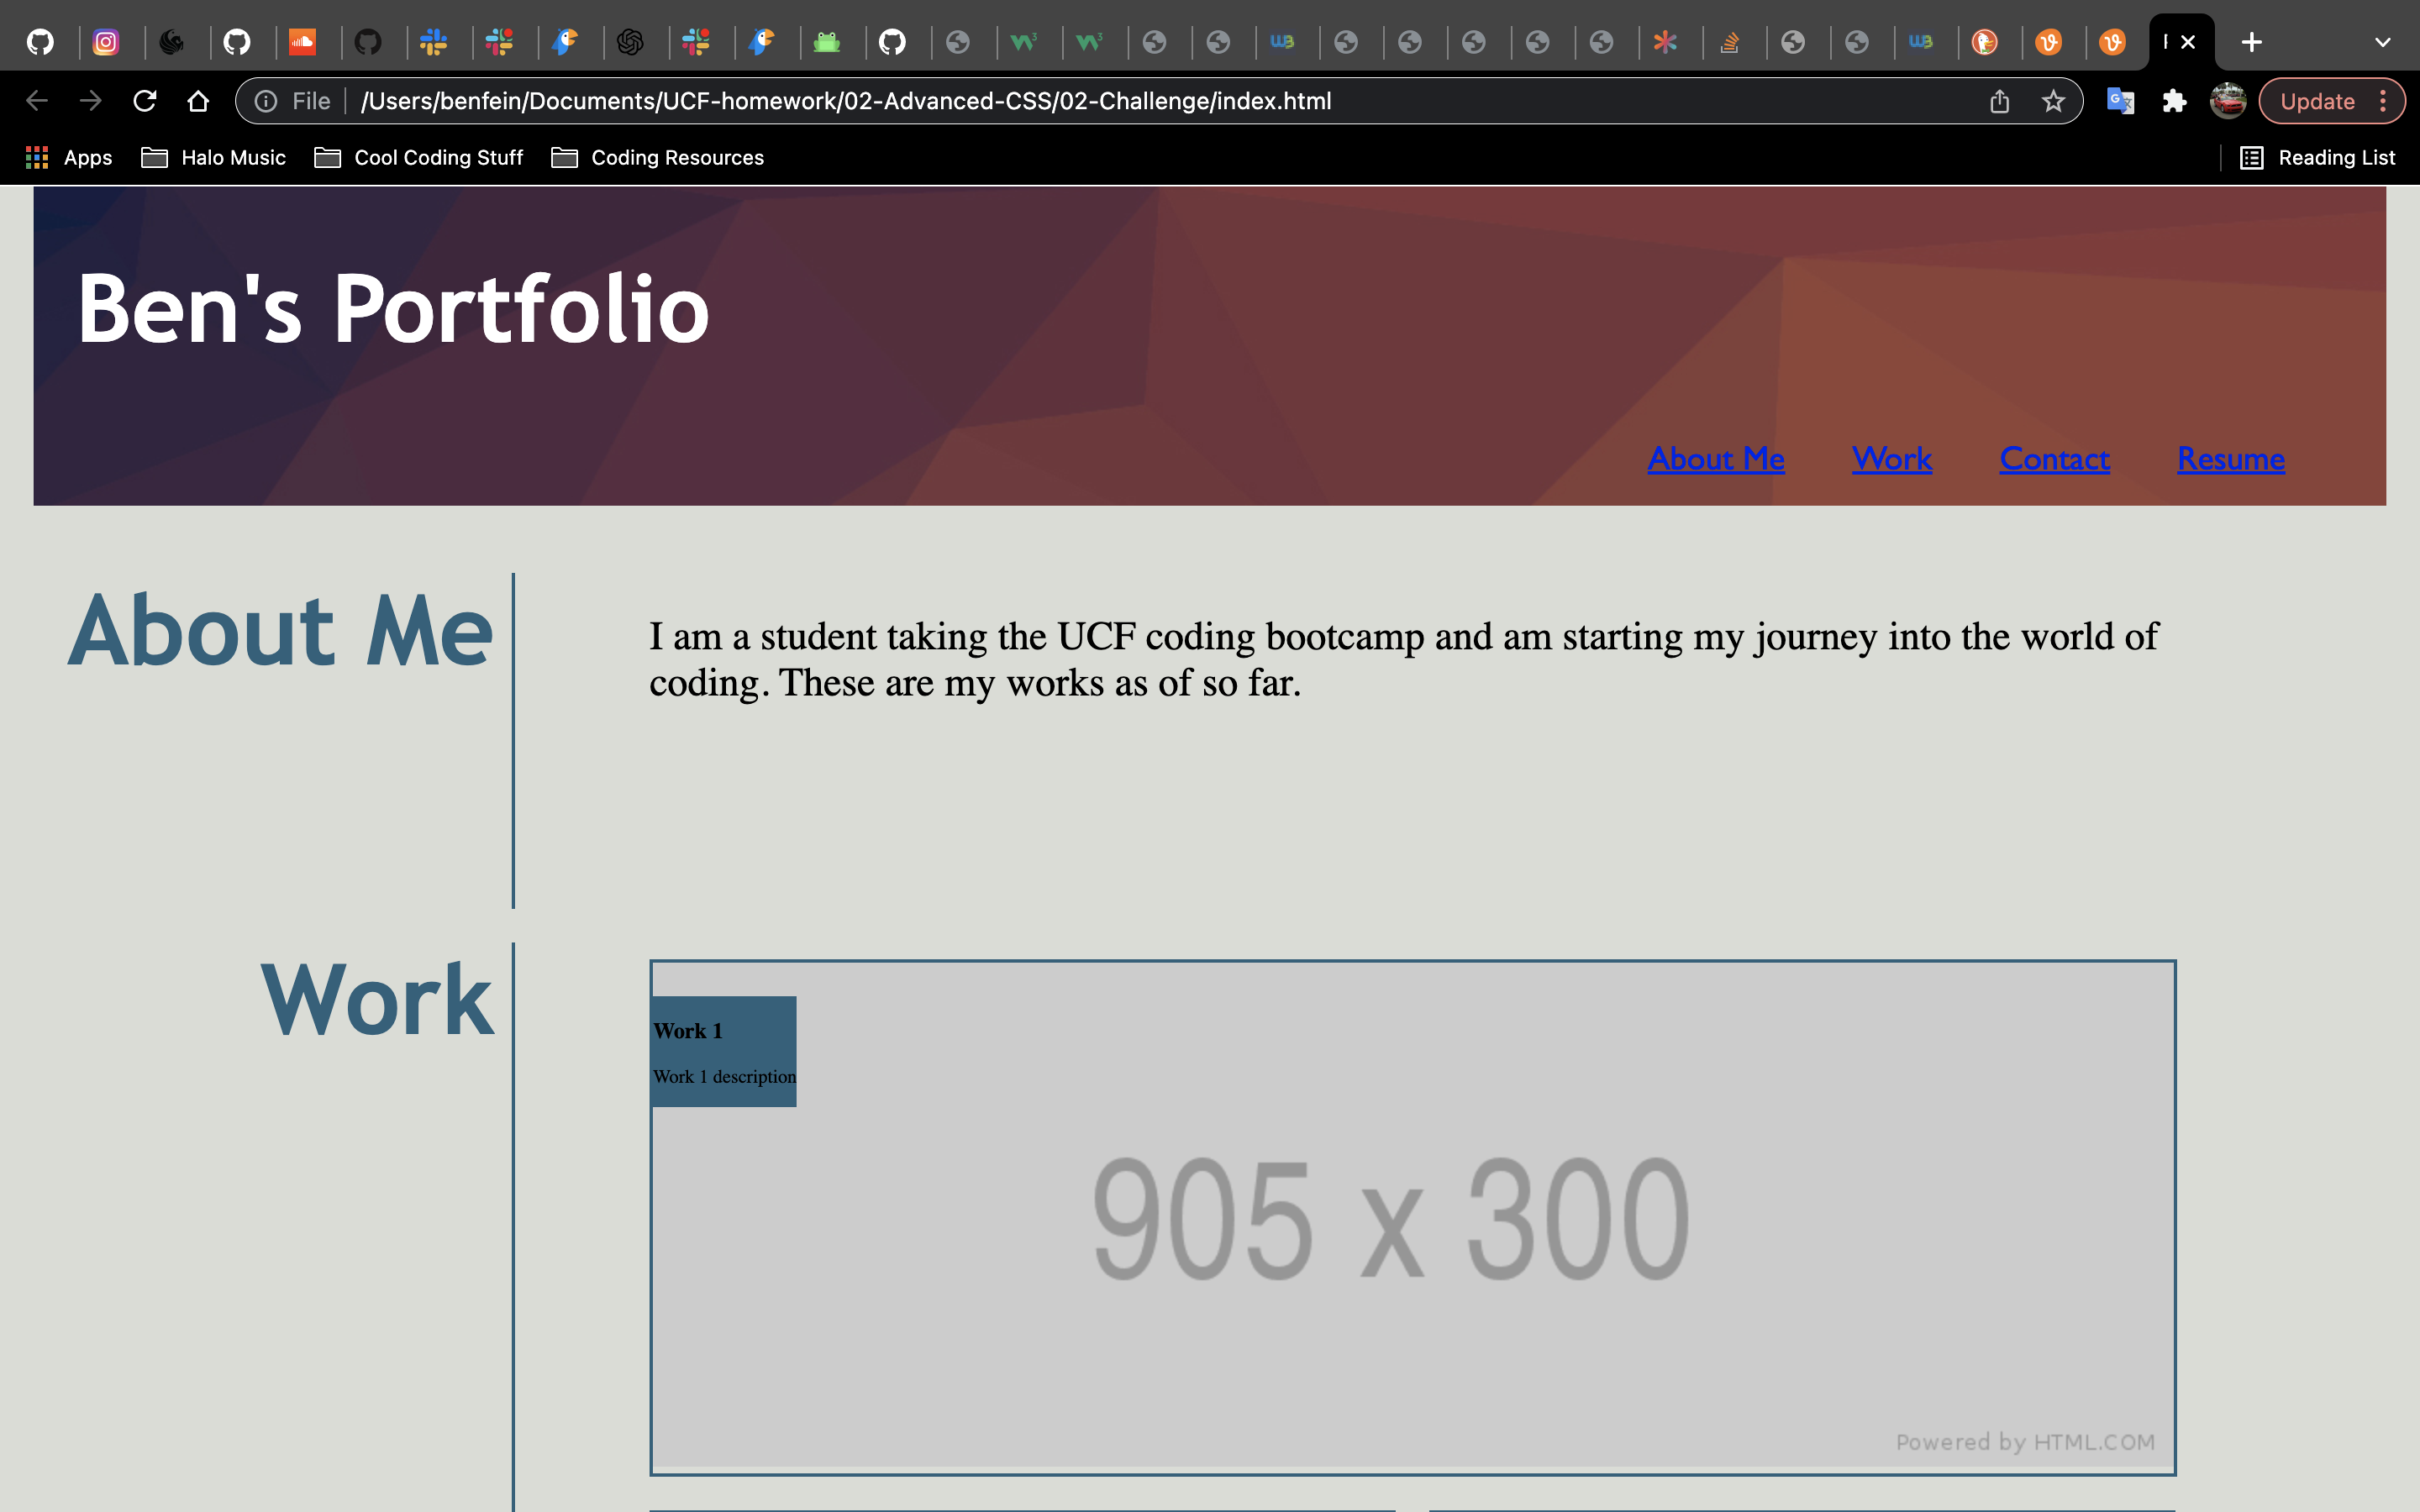 File /Users/benfein/Documents/UCF-homework/02-Advanced-CSS/02-Challenge/index.html Update
Apps Halo Music Cool Coding Stuff Coding Resources Reading List
Ben's Portfolio
About Me Work Contact Resume
About Me
I am a student taking the UCF coding bootcamp and am starting my journey into the world of
coding. These are my works as of so far.
Work
Work 1
Work 1 description
905 x 300
Powered by HTML.COM